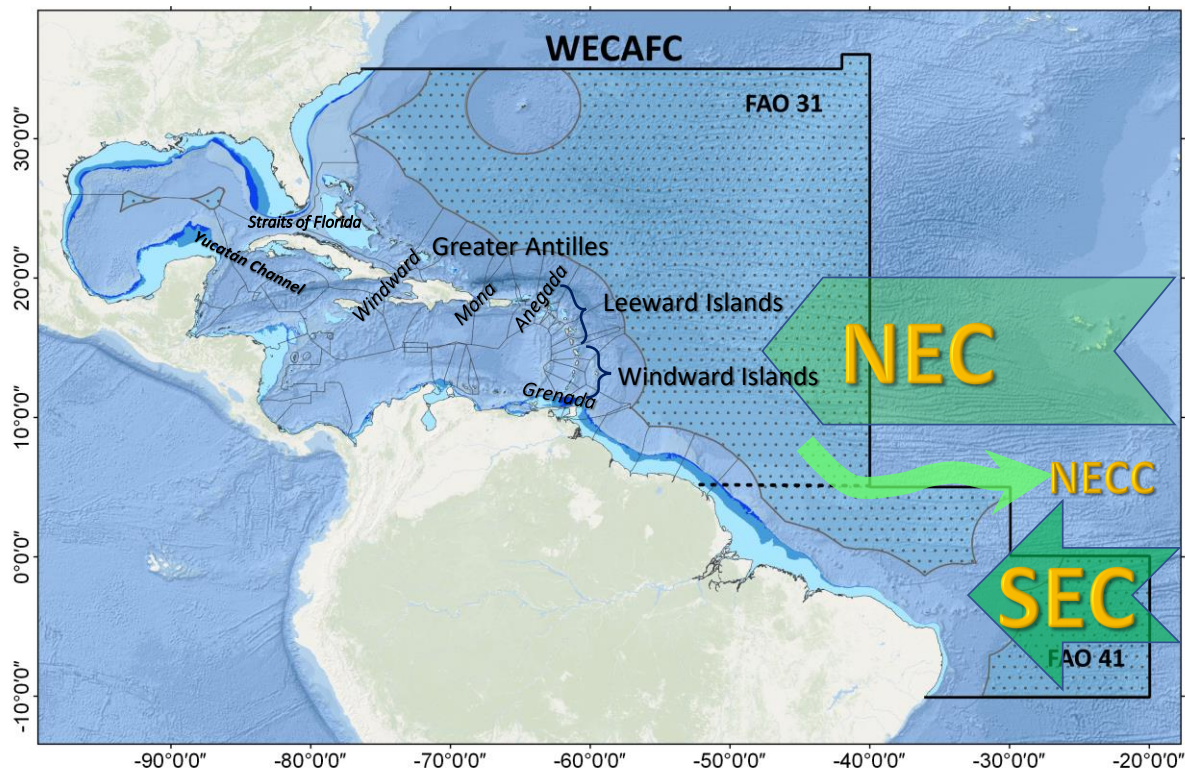 WECAFC
FAO 31
30°0'0"
Straits of Florida
Yucatán Channel
Greater Antilles
Windward
Mona
Anegada
20°0'0"
Leeward Islands
NEC
Windward Islands
Grenada
10°0'0"
NECC
0°0'0"
SEC
FAO 41
-10°0'0"
-90°0'0"
-80°0'0"
-70°0'0"
-60°0'0"
-50°0'0"
-40°0'0"
-30°0'0"
-20°0'0"